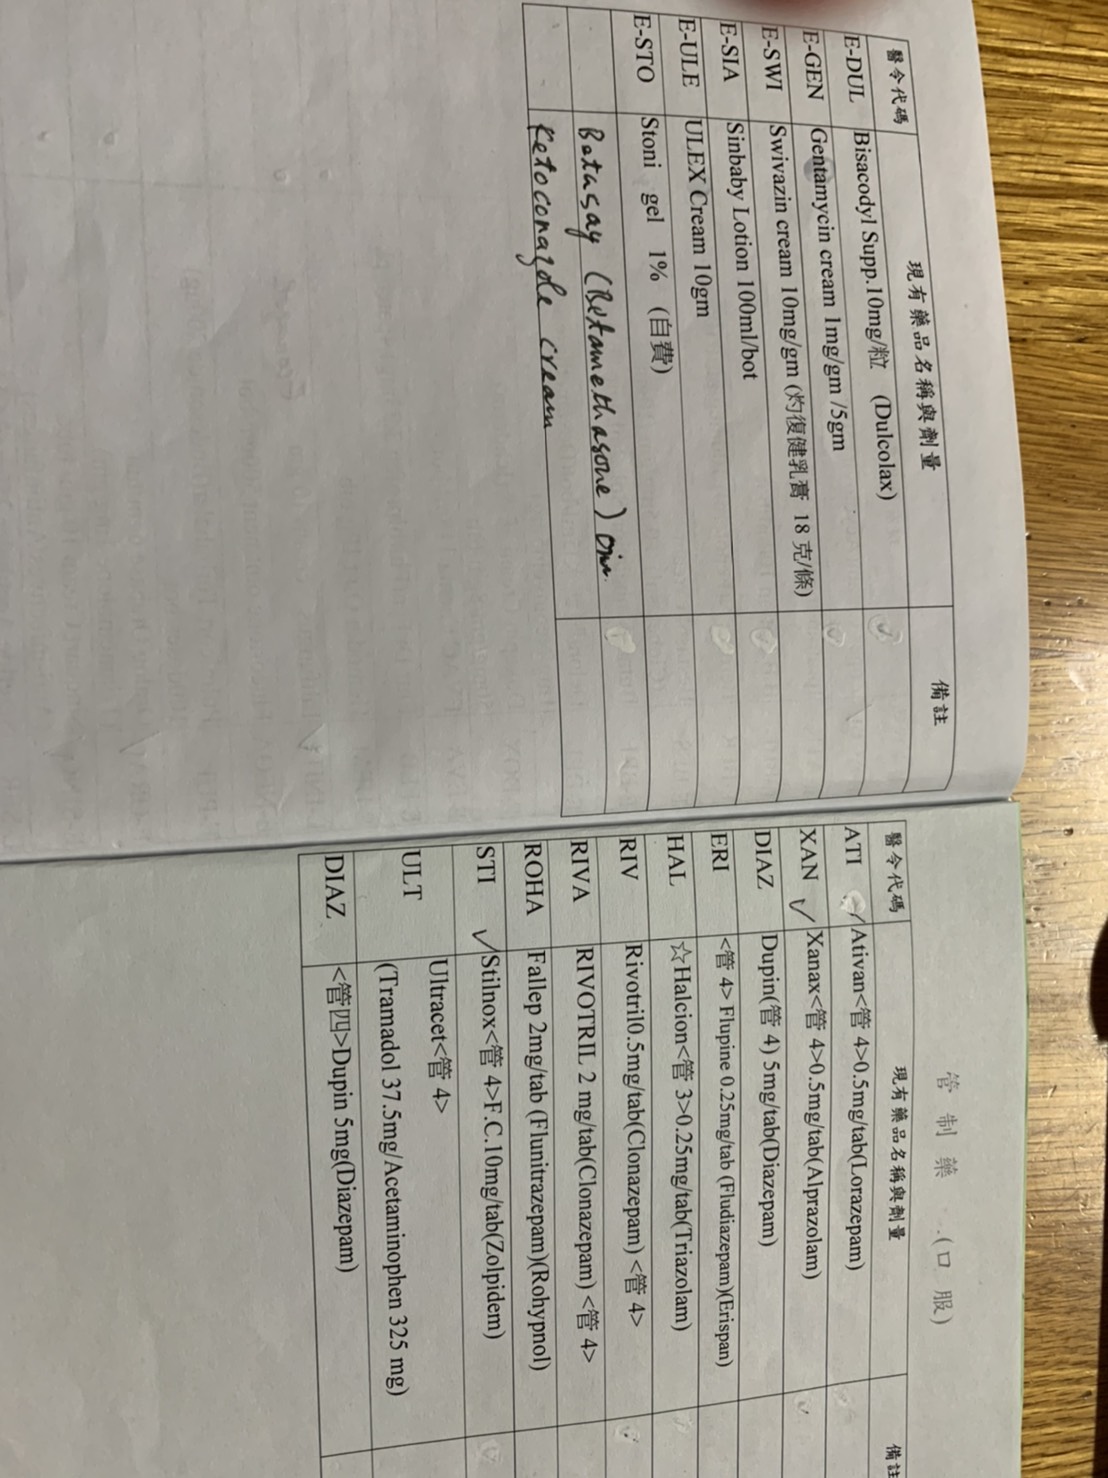 醫令代碼 現有藥品名稱與劑量 備註
E-DUL Bisacodyl Supp.10mg/粒 (Dulcolax)
E-GEN Gentamycin cream 1mg/gm /5gm
E-SWI Swivazin cream 10mg/gm (灼復健乳膏 18 克/條)
E-SIA Sinbaby Lotion 100ml/bot
E-ULE ULEX Cream 10gm
E-STO Stoni gel 1% (自費)
Betasay (Betamethasone) oin
Ketoconazole cream
管 制 藥 (口 服)
醫令代碼 現有藥品名稱與劑量 備註
ATI ✓Ativan<管 4>0.5mg/tab(Lorazepam)
XAN ✓ Xanax<管 4>0.5mg/tab(Alprazolam)
DIAZ Dupin(管 4) 5mg/tab(Diazepam)
ERI <管 4> Flupine 0.25mg/tab (Fludiazepam)(Erispan)
HAL ☆Halcion<管 3>0.25mg/tab(Triazolam)
RIV Rivotril0.5mg/tab(Clonazepam) <管 4>
RIVA RIVOTRIL 2 mg/tab(Clonazepam) <管 4>
ROHA Fallep 2mg/tab (Flunitrazepam)(Rohypnol)
STI ✓Stilnox<管 4>F.C.10mg/tab(Zolpidem)
ULT Ultracet<管 4>
(Tramadol 37.5mg/Acetaminophen 325 mg)
DIAZ <管四>Dupin 5mg(Diazepam)